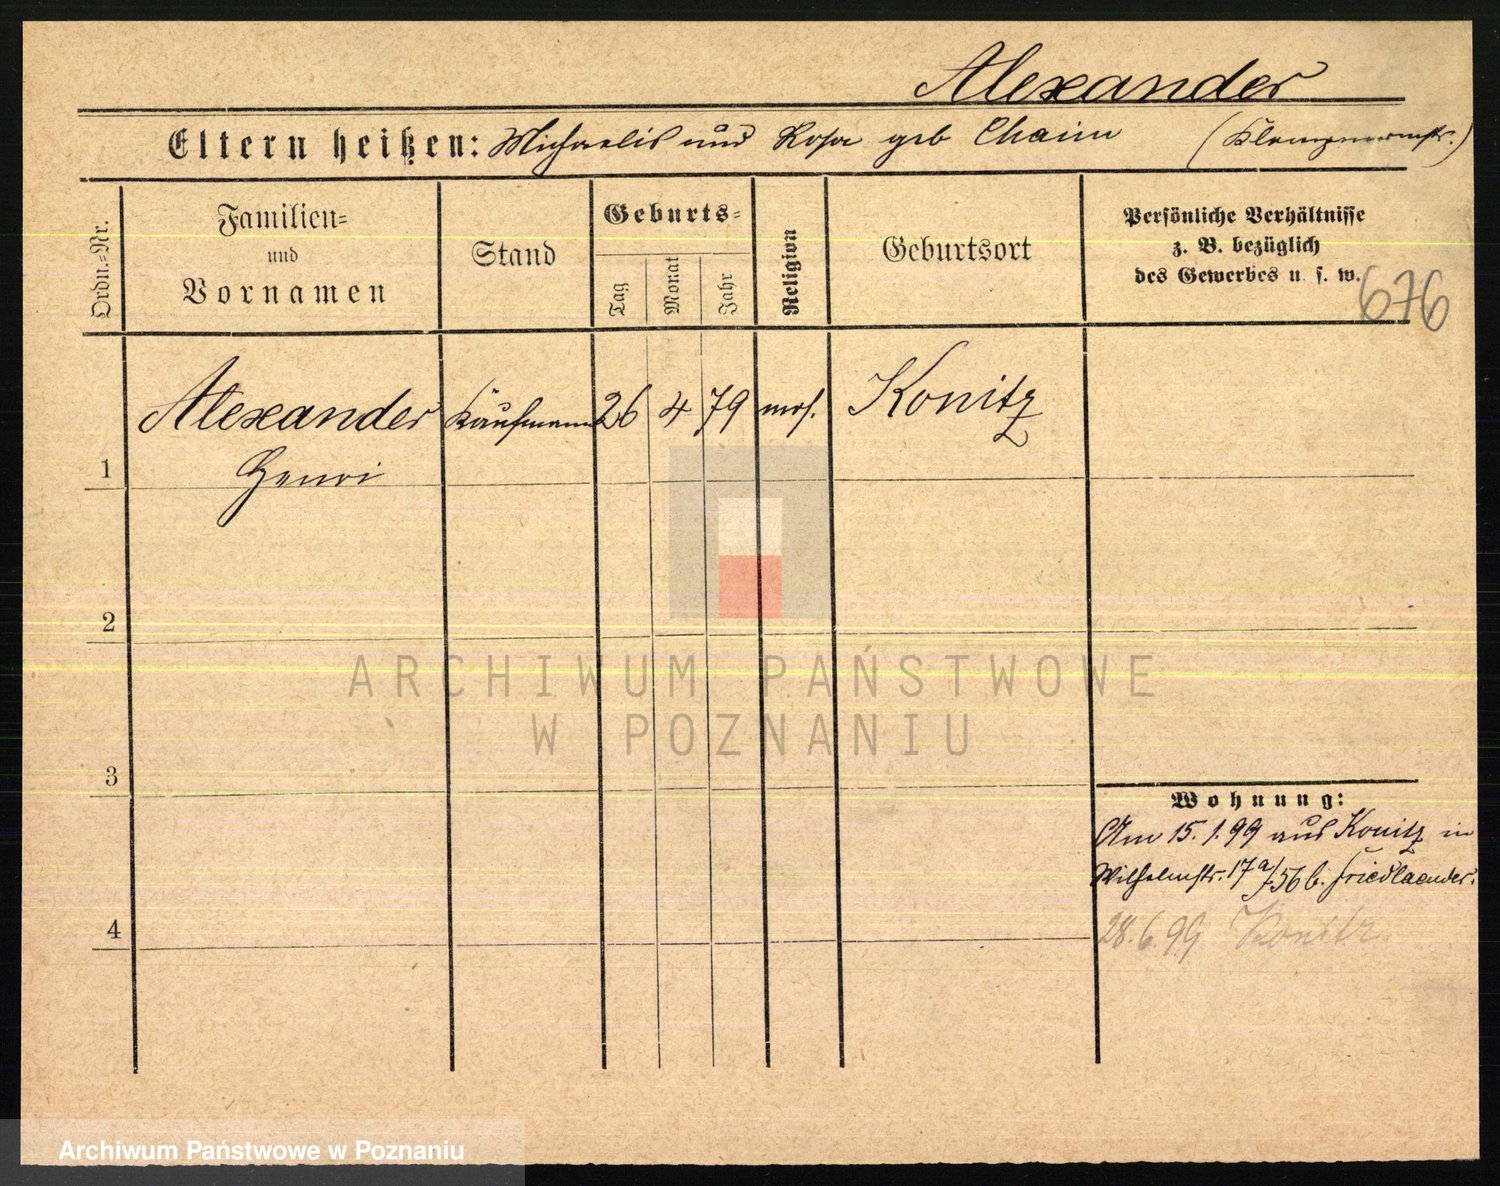 Alexander
Eltern heißen: Michaelis und Rosa geb Chaim (Klempnermstr.)
Ordn.-Nr.
Familien-
und
Vornamen
Stand
Geburts-
Tag
Monat
Jahr
Religion
Geburtsort
Persönliche Verhältnisse
z. B. bezüglich
des Gewerbes u. s. w.
676
1
Alexander Kaufmann 26 4 79 mos. Konitz
Henri
2
3
4
Wohnung:
Am 15.1.99 aus Konitz in
Wilhelmstr. 17a/ 56 b. Friedlaender.
28.6.99 Konitz
ARCHIWUM PAŃSTWOWE
W POZNANIU
Archiwum Państwowe w Poznaniu